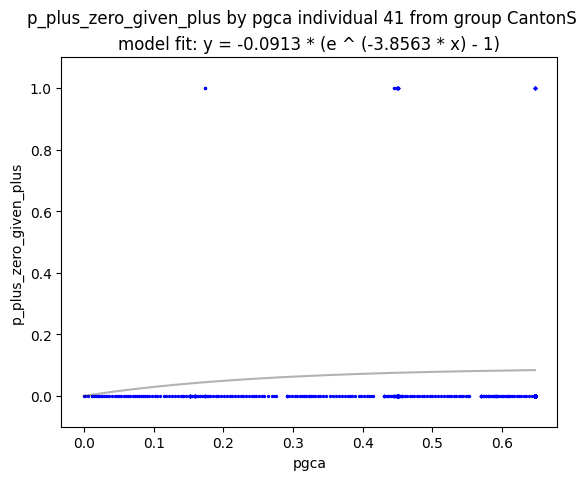 p_plus_zero_given_plus by pgca individual 41 from group CantonS
model fit: y = -0.0913 * (e ^ (-3.8563 * x) - 1)
1.0
0.8
0.6
0.4
0.2
0.0
p_plus_zero_given_plus
0.0 0.1 0.2 0.3 0.4 0.5 0.6
pgca